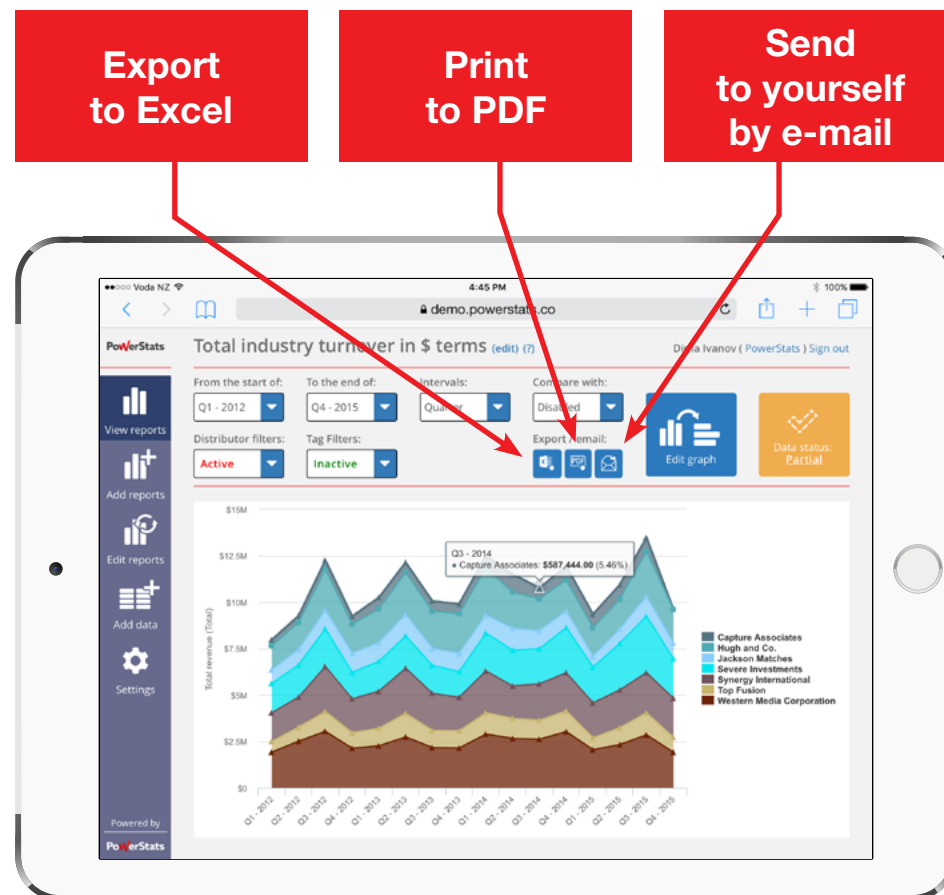 Export
to Excel
Print
to PDF
Send
to yourself
by e-mail
Voda NZ
4:45 PM
100%
demo.powerstats.co
PoWerStats
Total industry turnover in $ terms (edit) (?)
Dima Ivanov ( PowerStats ) Sign out
From the start of:
To the end of:
Intervals:
Compare with:
Q1 - 2012
Q4 - 2015
Quarter
Disabled
Distributor filters:
Tag Filters:
Export / email:
Active
Inactive
PDF
Edit graph
Data status:
Partial
View reports
Add reports
Edit reports
Add data
Settings
Powered by
PoWerStats
$15M
$12.5M
$10M
$7.5M
$5M
$2.5M
$0
Total revenue (Total)
Q3 - 2014
• Capture Associates: $587,444.00 (5.46%)
Capture Associates
Hugh and Co.
Jackson Matches
Severe Investments
Synergy International
Top Fusion
Western Media Corporation
Q1 - 2012
Q2 - 2012
Q3 - 2012
Q4 - 2012
Q1 - 2013
Q2 - 2013
Q3 - 2013
Q4 - 2013
Q1 - 2014
Q2 - 2014
Q3 - 2014
Q4 - 2014
Q1 - 2015
Q2 - 2015
Q3 - 2015
Q4 - 2015